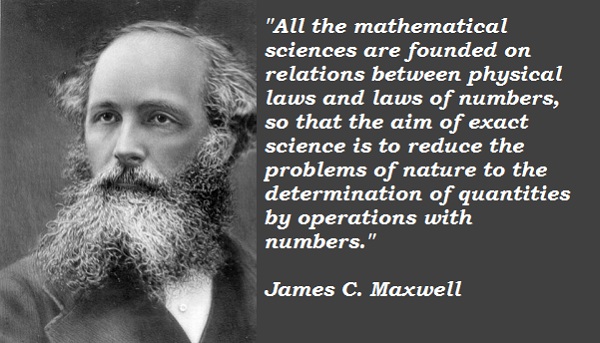 "All the mathematical
sciences are founded on
relations between physical
laws and laws of numbers,
so that the aim of exact
science is to reduce the
problems of nature to the
determination of quantities
by operations with
numbers."
James C. Maxwell